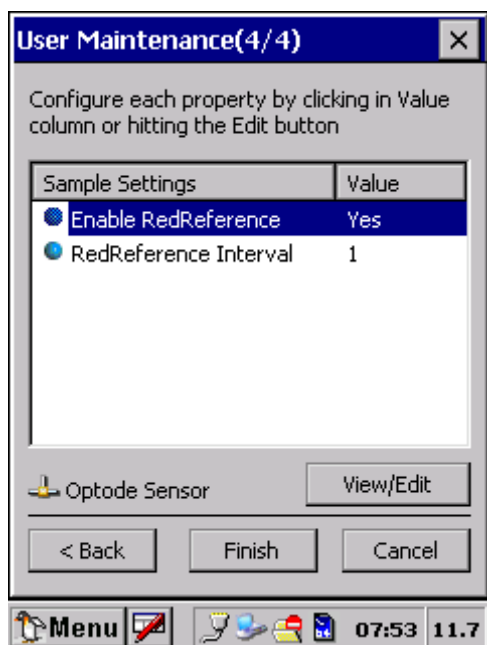 User Maintenance(4/4)
Configure each property by clicking in Value
column or hitting the Edit button
Sample Settings Value
Enable RedReference Yes
RedReference Interval 1
Optode Sensor View/Edit
< Back Finish Cancel
Menu 07:53 11.7